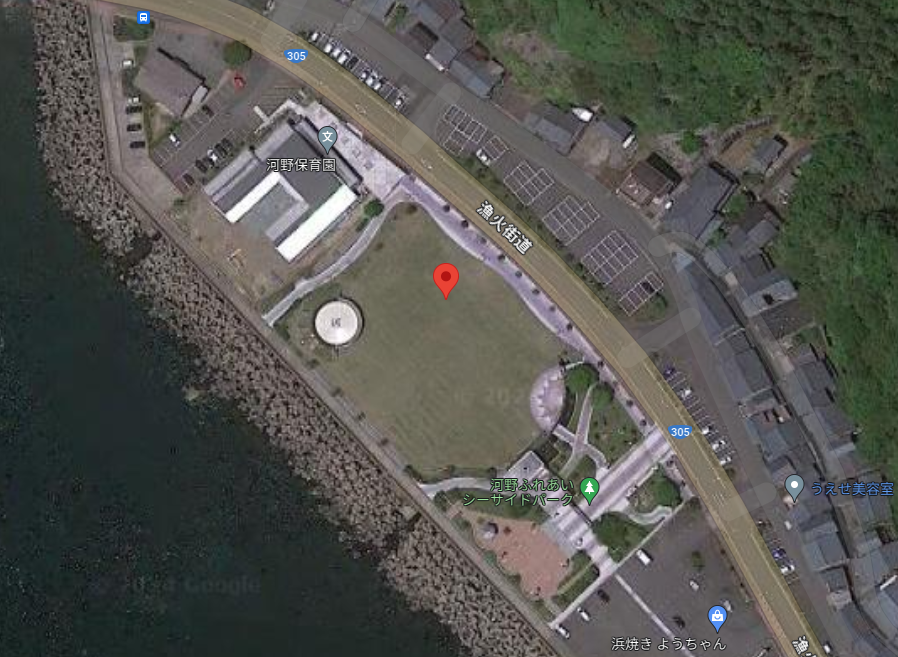 305
河野保育園
漁火街道
305
河野ふれあい
シーサイドパーク
うえせ美容室
浜焼き ようちゃん
文